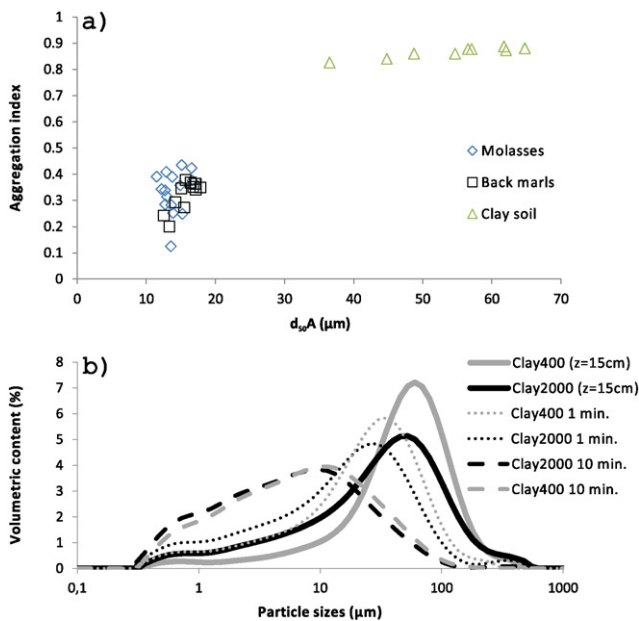 a)
Aggregation index
1
0.9
0.8
0.7
0.6
0.5
0.4
0.3
0.2
0.1
0
Molasses
Back marls
Clay soil
0 10 20 30 40 50 60 70
d₅₀A (µm)
b)
Volumetric content (%)
8
7
6
5
4
3
2
1
0
Clay400 (z=15cm)
Clay2000 (z=15cm)
Clay400 1 min.
Clay2000 1 min.
Clay2000 10 min.
Clay400 10 min.
0,1 1 10 100 1000
Particle sizes (µm)